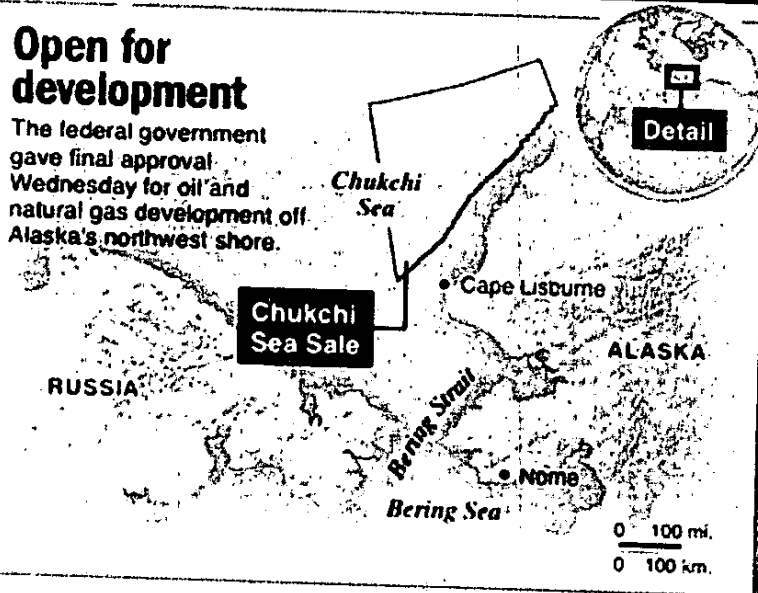 Open for
development
The federal government
gave final approval
Wednesday for oil and
natural gas development off
Alaska's northwest shore.
Detail
Chukchi
Sea
Cape Lisburne
Chukchi
Sea Sale
ALASKA
RUSSIA
Bering Strait
Nome
Bering Sea
0 100 mi.
0 100 km.